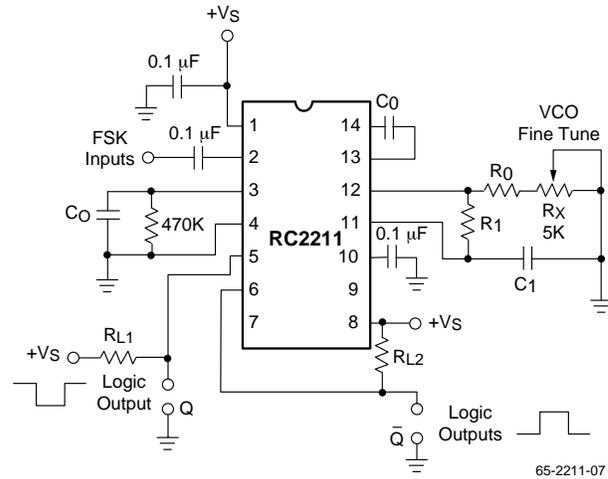 +VS
0.1 μF
C0
VCO
Fine Tune
FSK
Inputs
0.1 μF
1
14
2
13
R0
3
12
RX
5K
CO
470K
4
11
R1
RC2211
0.1 μF
5
10
C1
6
9
7
8
+VS
+VS
RL1
RL2
Logic
Output
Q
Logic
Outputs
Q̅
65-2211-07